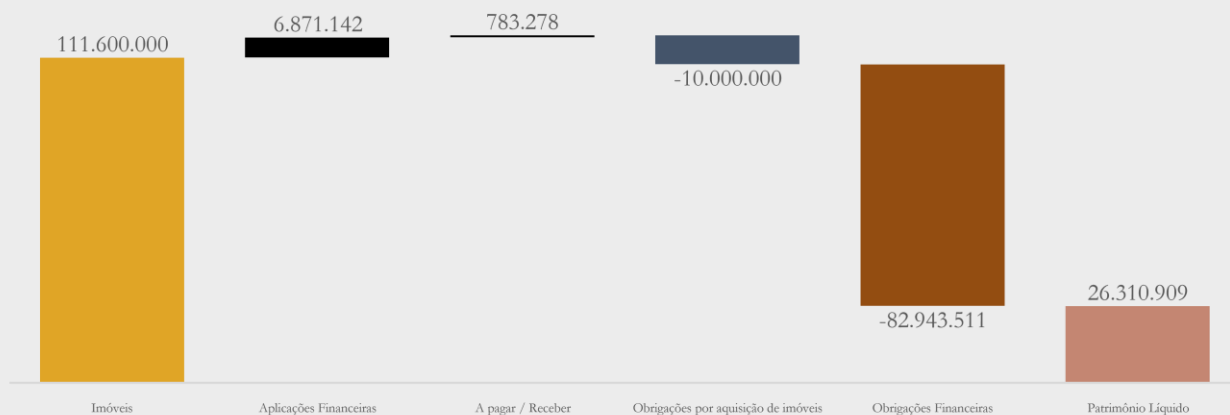 111.600.000
6.871.142
783.278
-10.000.000
-82.943.511
26.310.909
Imóveis
Aplicações Financeiras
A pagar / Receber
Obrigações por aquisição de imóveis
Obrigações Financeiras
Patrimônio Líquido